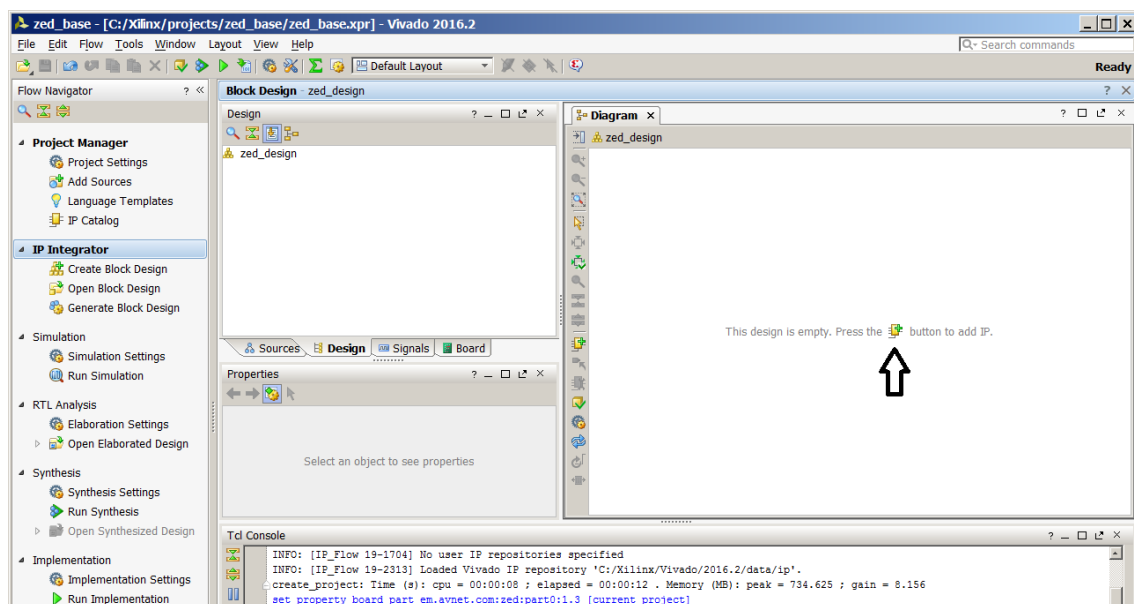 zed_base - [C:/Xilinx/projects/zed_base/zed_base.xpr] - Vivado 2016.2
File Edit Flow Tools Window Layout View Help
Search commands
Default Layout
Ready
Flow Navigator ? «
Block Design - zed_design ? ×
Design ? ×
Diagram × ? ×
zed_design
zed_design
Project Manager
Project Settings
Add Sources
Language Templates
IP Catalog
IP Integrator
Create Block Design
Open Block Design
Generate Block Design
This design is empty. Press the button to add IP.
Simulation
Simulation Settings
Run Simulation
Sources Design Signals Board
Properties ? ×
RTL Analysis
Elaboration Settings
Open Elaborated Design
Select an object to see properties
Synthesis
Synthesis Settings
Run Synthesis
Open Synthesized Design
Implementation
Implementation Settings
Run Implementation
Tcl Console ? ×
INFO: [IP_Flow 19-1704] No user IP repositories specified
INFO: [IP_Flow 19-2313] Loaded Vivado IP repository 'C:/Xilinx/Vivado/2016.2/data/ip'.
create_project: Time (s): cpu = 00:00:08 ; elapsed = 00:00:12 . Memory (MB): peak = 734.625 ; gain = 8.156
set_property board_part em.avnet.com:zed:part0:1.3 [current_project]